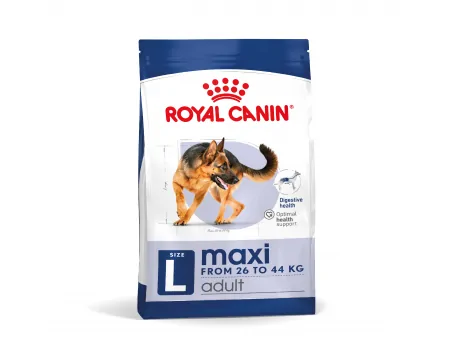 ROYAL CANIN
Digestive
health
Optimal
health
support
SIZE
L
maxi
FROM 26 TO 44 KG
adult